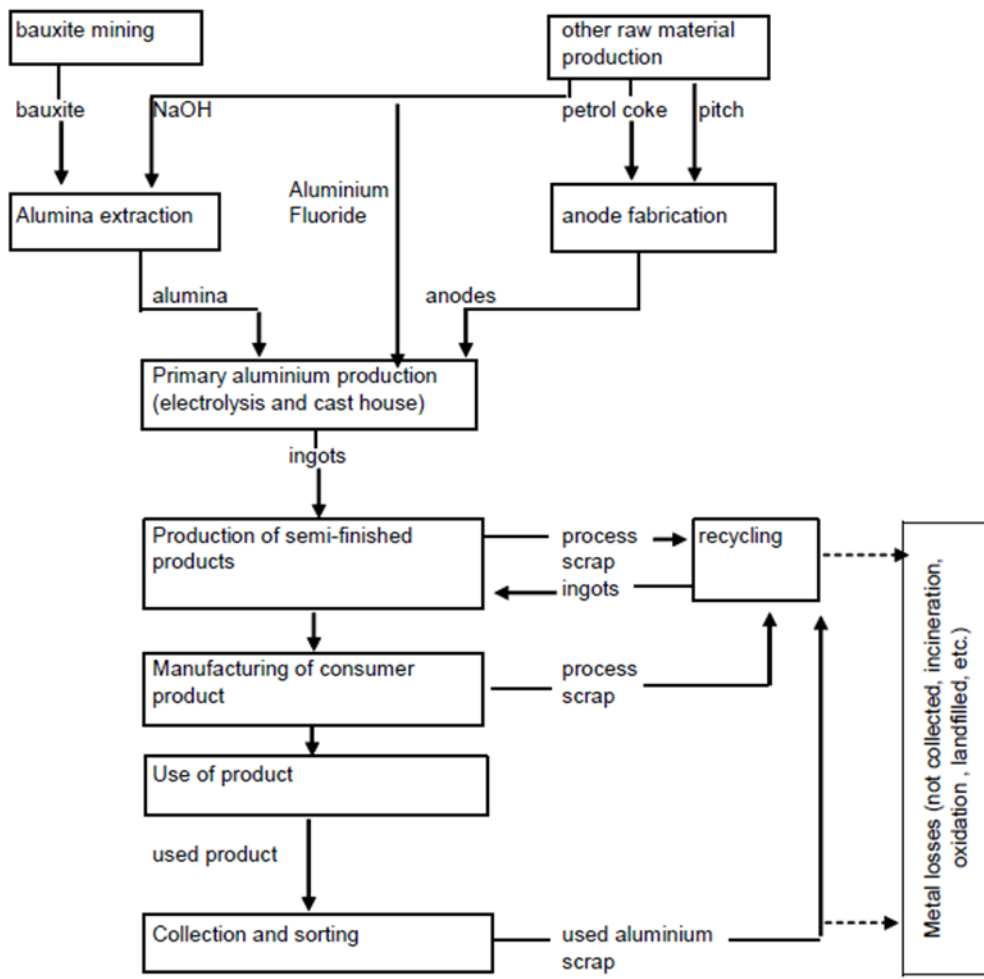 bauxite mining
other raw material
production
bauxite
NaOH
petrol coke
pitch
Aluminium
Fluoride
Alumina extraction
anode fabrication
alumina
anodes
Primary aluminium production
(electrolysis and cast house)
ingots
Production of semi-finished
products
process
scrap
ingots
recycling
Manufacturing of consumer
product
process
scrap
Use of product
used product
Collection and sorting
used aluminium
scrap
Metal losses (not collected, incineration,
oxidation , landfilled, etc.)